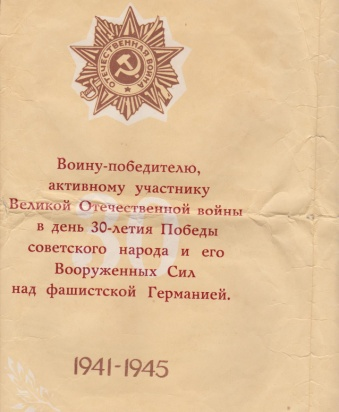 ОТЕЧЕСТВЕННАЯ ВОЙНА
Воину-победителю,
активному участнику
Великой Отечественной войны
в день 30-летия Победы
советского народа и его
Вооруженных Сил
над фашистской Германией.
30
1941-1945